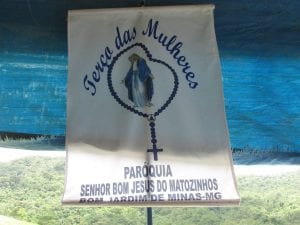 Terço das Mulheres
PARÓQUIA
SENHOR BOM JESUS DO MATOZINHOS
BOM JARDIM DE MINAS-MG